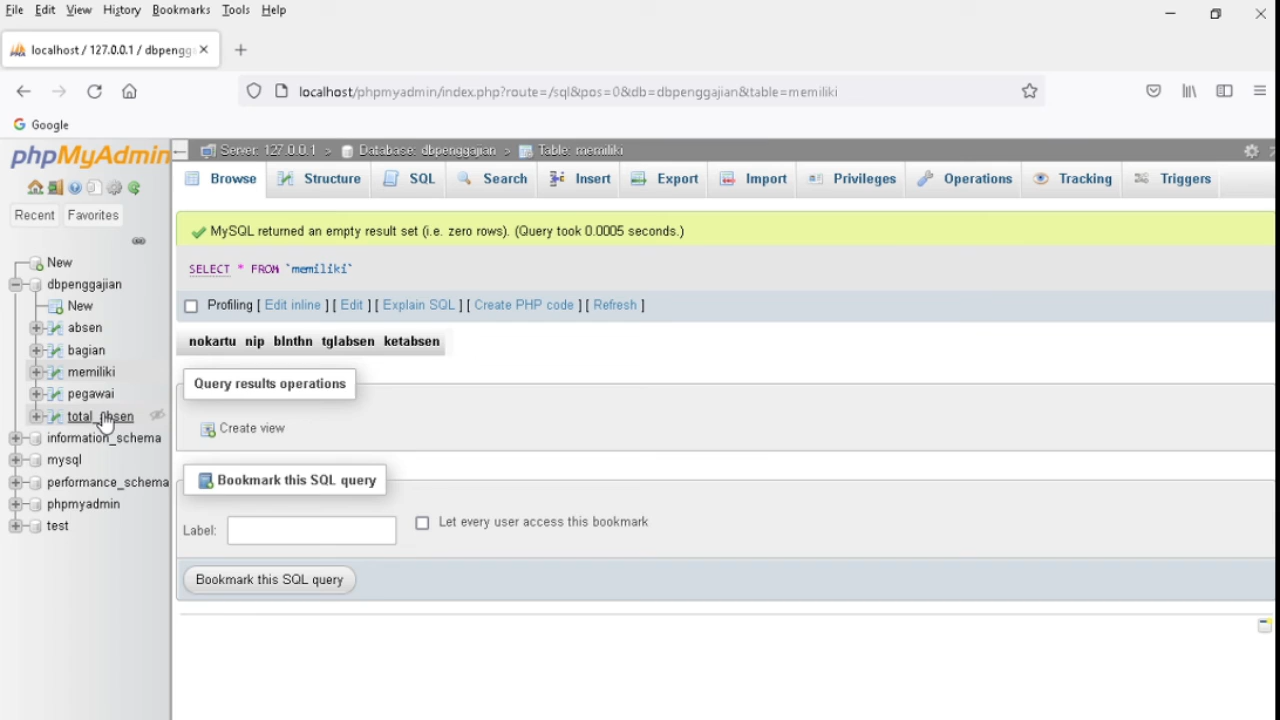 File Edit View History Bookmarks Tools Help
localhost / 127.0.0.1 / dbpengg
localhost/phpmyadmin/index.php?route=/sql&pos=0&db=dbpenggajian&table=memiliki
Google
phpMyAdmin
Server: 127.0.0.1 > Database: dbpenggajian > Table: memiliki
Browse Structure SQL Search Insert Export Import Privileges Operations Tracking Triggers
Recent Favorites
New
dbpenggajian
New
absen
bagian
memiliki
pegawai
total_absen
information_schema
mysql
performance_schema
phpmyadmin
test
MySQL returned an empty result set (i.e. zero rows). (Query took 0.0005 seconds.)
SELECT * FROM `memiliki`
Profiling [ Edit inline ] [ Edit ] [ Explain SQL ] [ Create PHP code ] [ Refresh ]
nokartu nip blnthn tglabsen ketabsen
Query results operations
Create view
Bookmark this SQL query
Label:
Let every user access this bookmark
Bookmark this SQL query